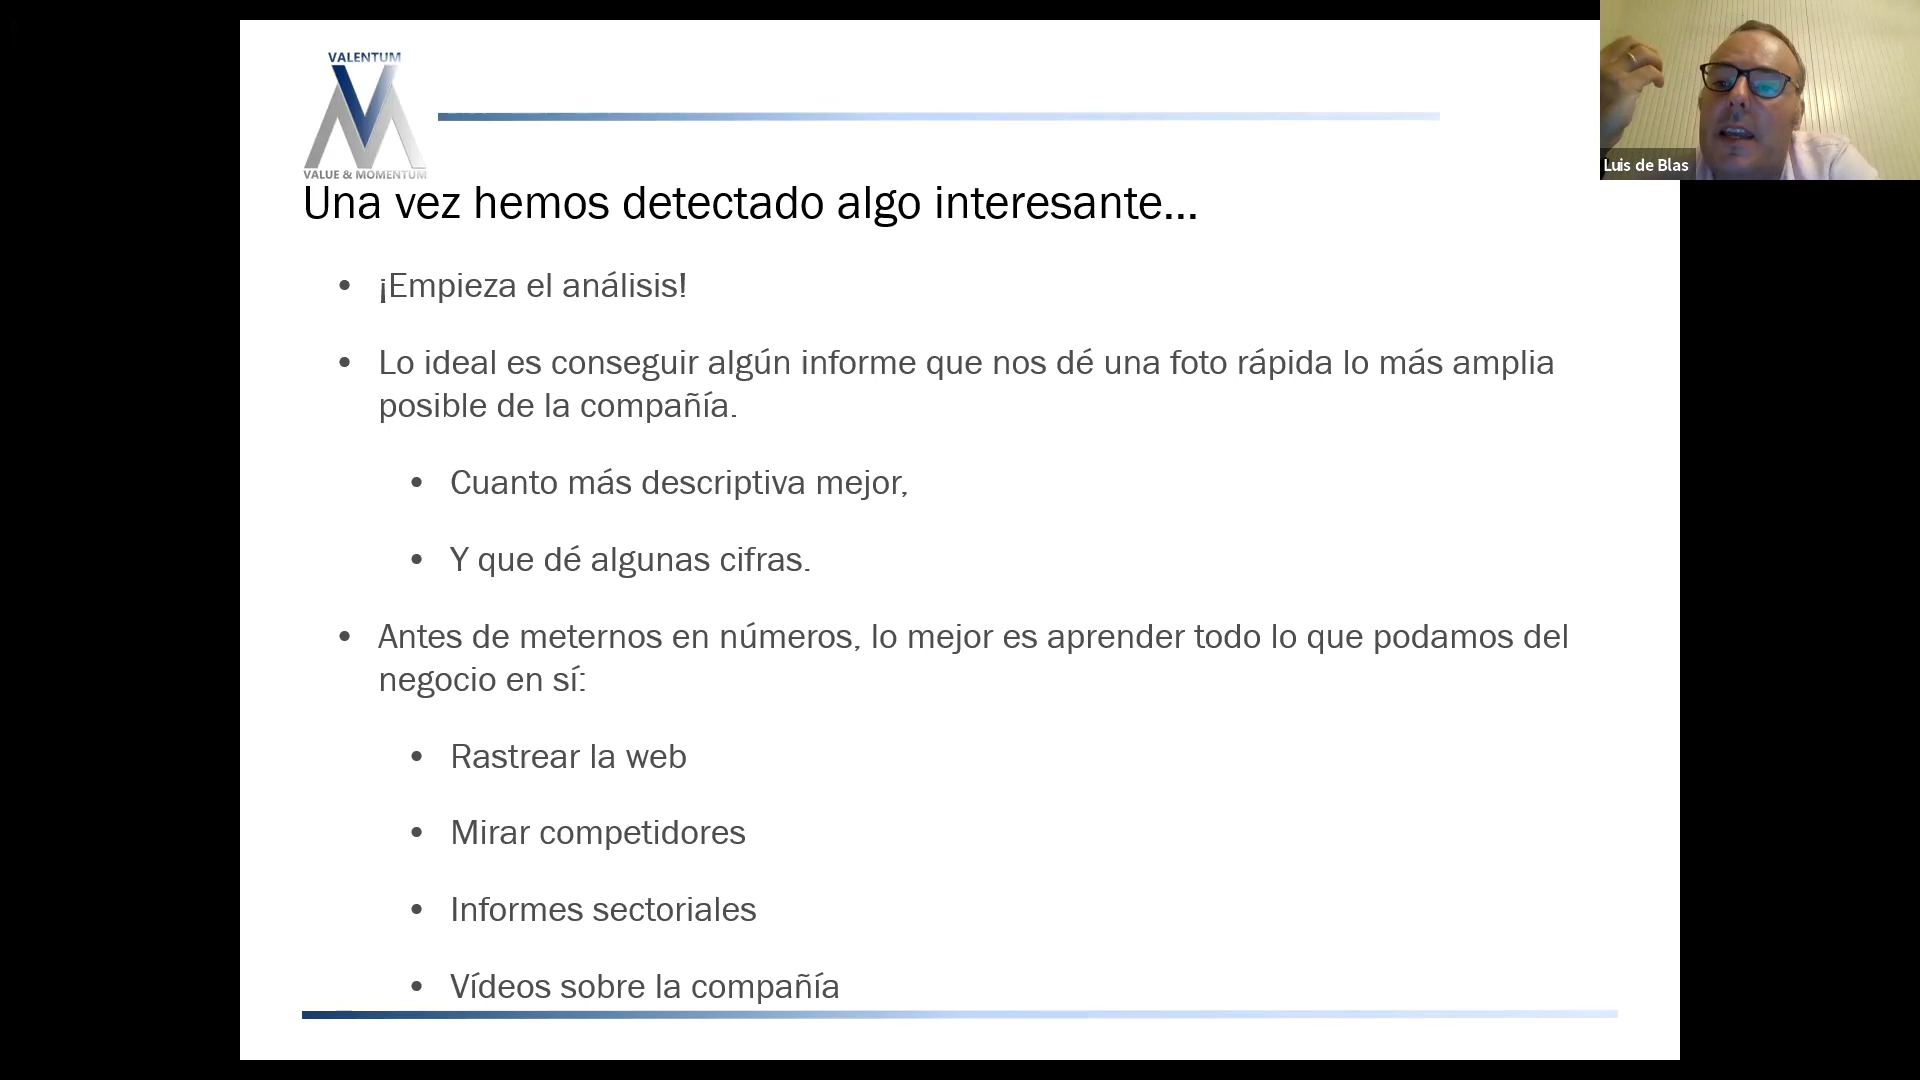 VALENTUM
VALUE & MOMENTUM
Luis de Blas
Una vez hemos detectado algo interesante...
• ¡Empieza el análisis!
• Lo ideal es conseguir algún informe que nos dé una foto rápida lo más amplia
posible de la compañía.
• Cuanto más descriptiva mejor,
• Y que dé algunas cifras.
• Antes de meternos en números, lo mejor es aprender todo lo que podamos del
negocio en sí:
• Rastrear la web
• Mirar competidores
• Informes sectoriales
• Vídeos sobre la compañía